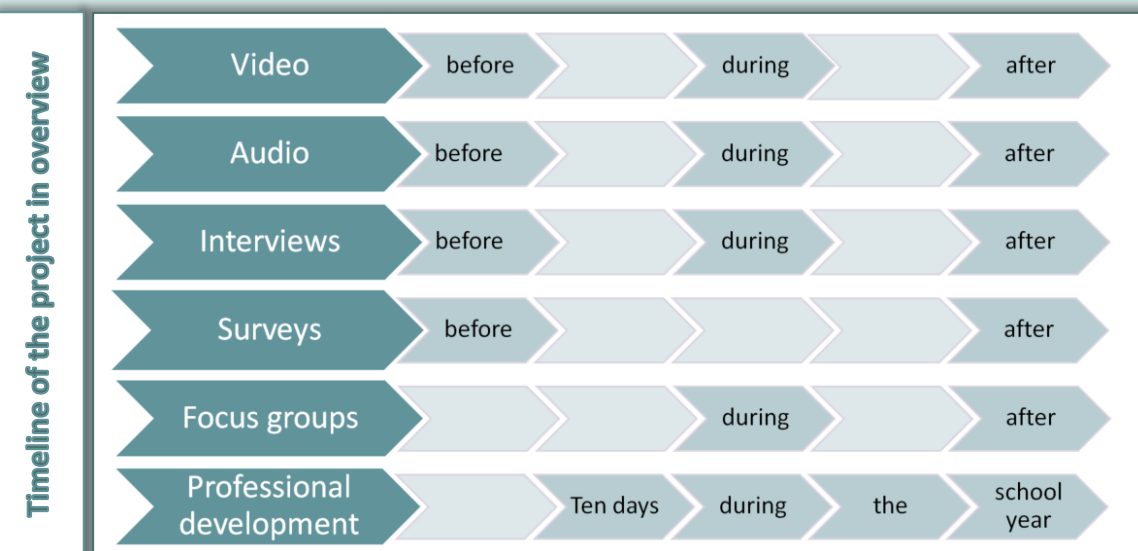 Timeline of the project in overview
Video before during after
Audio before during after
Interviews before during after
Surveys before after
Focus groups during after
Professional
development Ten days during the school
year